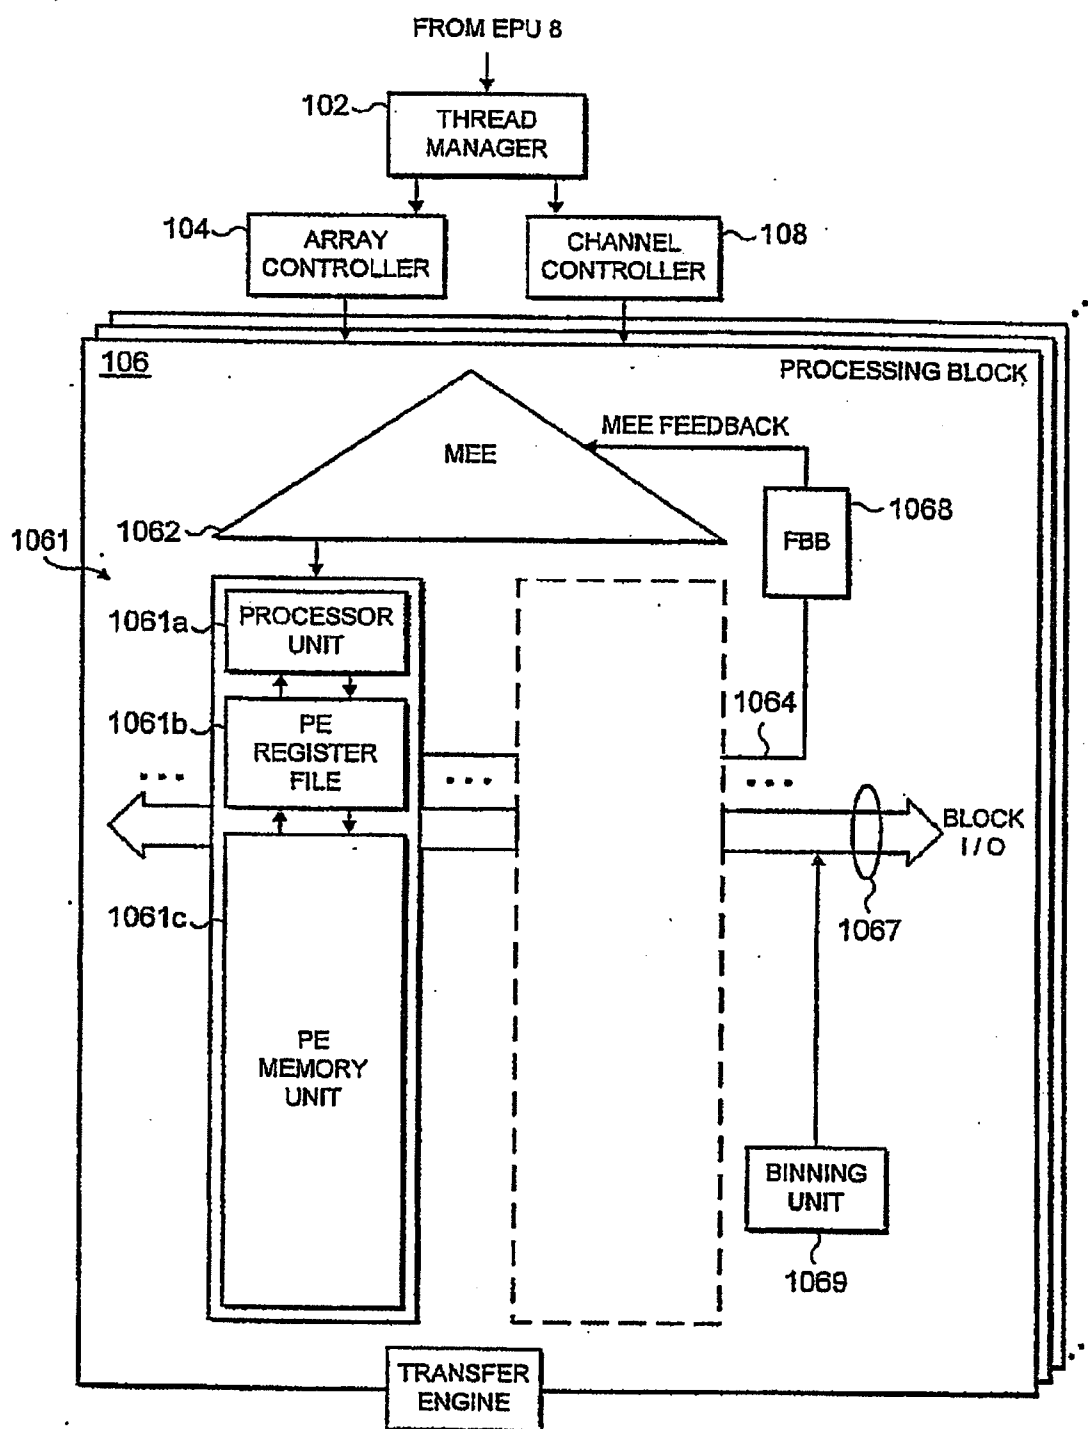 FROM EPU 8
102
THREAD
MANAGER
104
ARRAY
CONTROLLER
CHANNEL
CONTROLLER
108
106
PROCESSING BLOCK
MEE FEEDBACK
MEE
1062
1068
FBB
1061
1061a
PROCESSOR
UNIT
1061b
PE
REGISTER
FILE
1064
BLOCK
I / O
1067
1061c
PE
MEMORY
UNIT
BINNING
UNIT
1069
TRANSFER
ENGINE